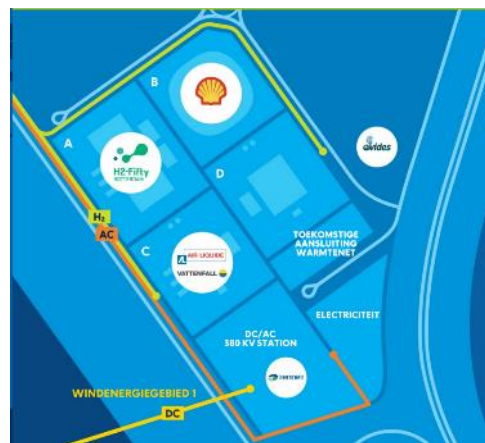 B
A
H2-Fifty
D
evides
H₂
AC
C
AIR LIQUIDE
VATTENFALL
TOEKOMSTIGE
AANSLUITING
WARMTENET
ELECTRICITEIT
DC/AC
380 KV STATION
WINDENERGIEGEBIED 1
DC